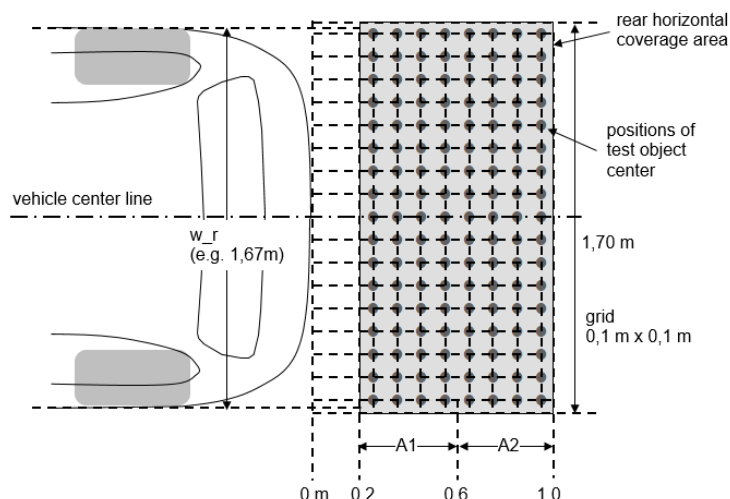 rear horizontal
coverage area
positions of
test object
center
vehicle center line
w_r
(e.g. 1,67m)
1,70 m
grid
0,1 m x 0,1 m
A1
A2
0 m
0.2
0.6
1.0